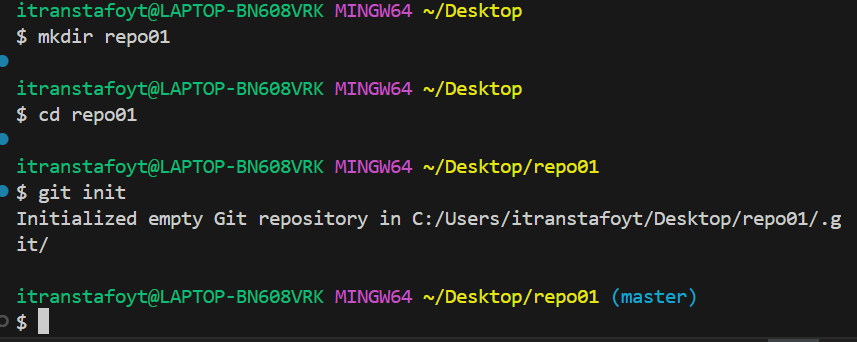 itranstafoyt@LAPTOP-BN608VRK MINGW64 ~/Desktop
$ mkdir repo01
itranstafoyt@LAPTOP-BN608VRK MINGW64 ~/Desktop
$ cd repo01
itranstafoyt@LAPTOP-BN608VRK MINGW64 ~/Desktop/repo01
$ git init
Initialized empty Git repository in C:/Users/itranstafoyt/Desktop/repo01/.g
it/
itranstafoyt@LAPTOP-BN608VRK MINGW64 ~/Desktop/repo01 (master)
$